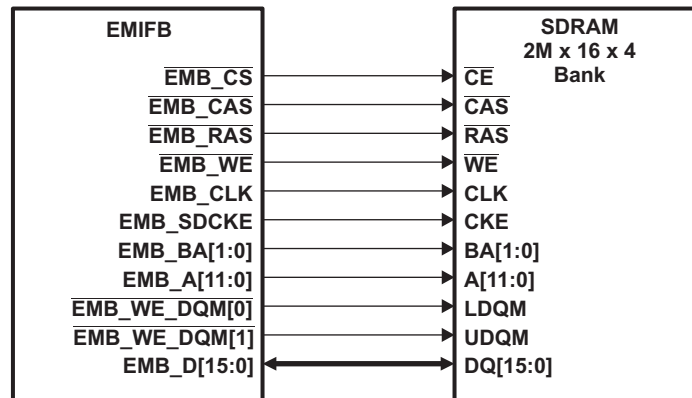 EMIFB
SDRAM
2M x 16 x 4
Bank
EMB_CS
CE
EMB_CAS
CAS
EMB_RAS
RAS
EMB_WE
WE
EMB_CLK
CLK
EMB_SDCKE
CKE
EMB_BA[1:0]
BA[1:0]
EMB_A[11:0]
A[11:0]
EMB_WE_DQM[0]
LDQM
EMB_WE_DQM[1]
UDQM
EMB_D[15:0]
DQ[15:0]